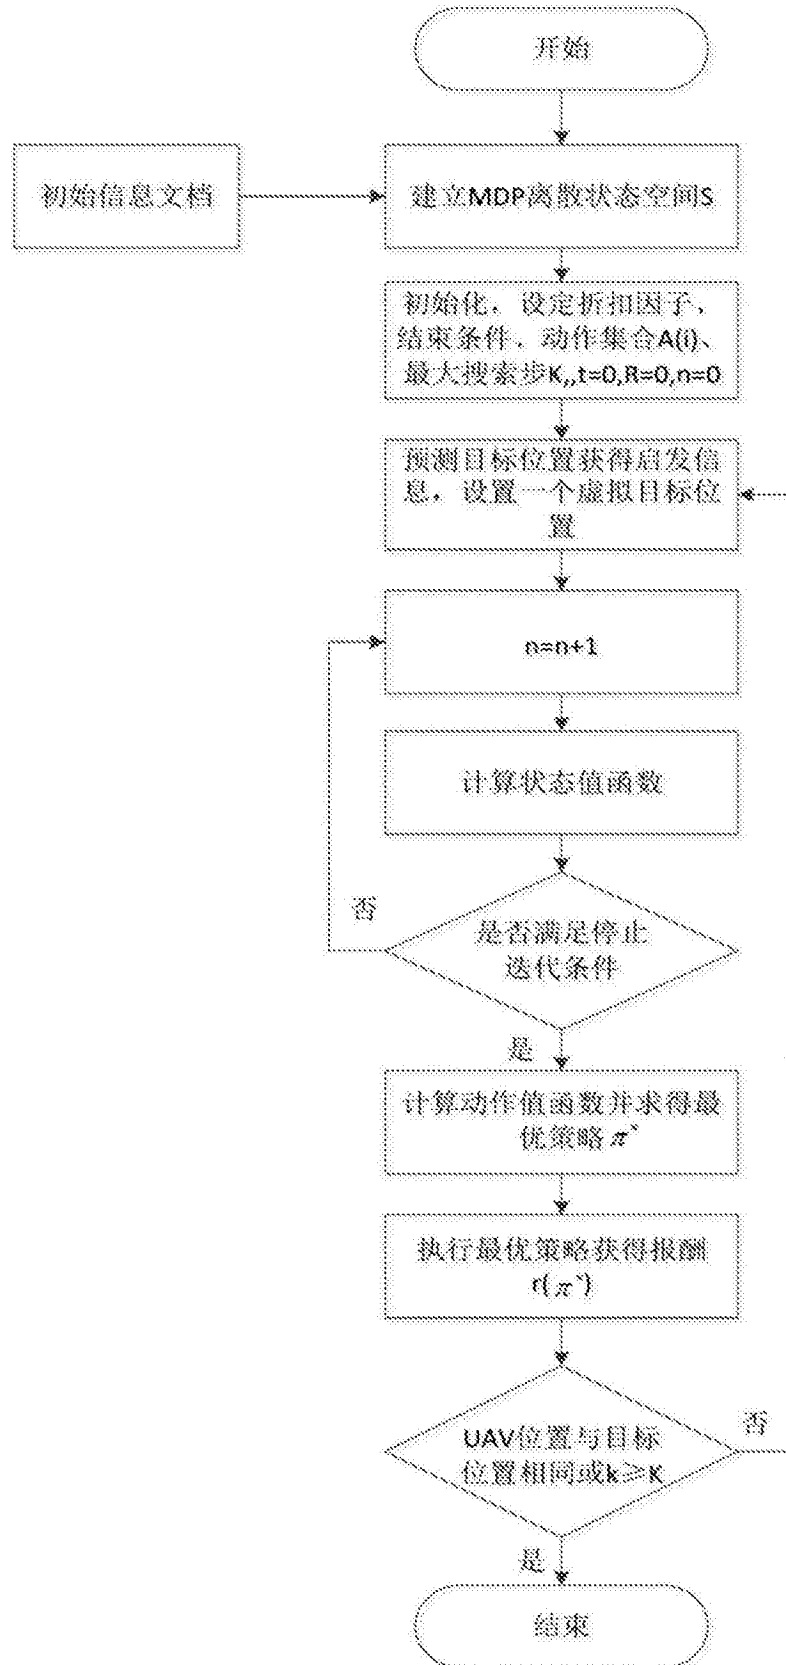 开始
初始信息文档
建立MDP离散状态空间S
初始化，设定折扣因子、
结束条件，动作集合A(i)、
最大搜索步K,,t=0,R=0,n=0
预测目标位置获得启发信
息，设置一个虚拟目标位
置
n=n+1
计算状态值函数
否
是否满足停止
迭代条件
是
计算动作值函数并求得最
优策略π*
执行最优策略获得报酬
r(π*)
否
UAV位置与目标
位置相同或k≥K
是
结束